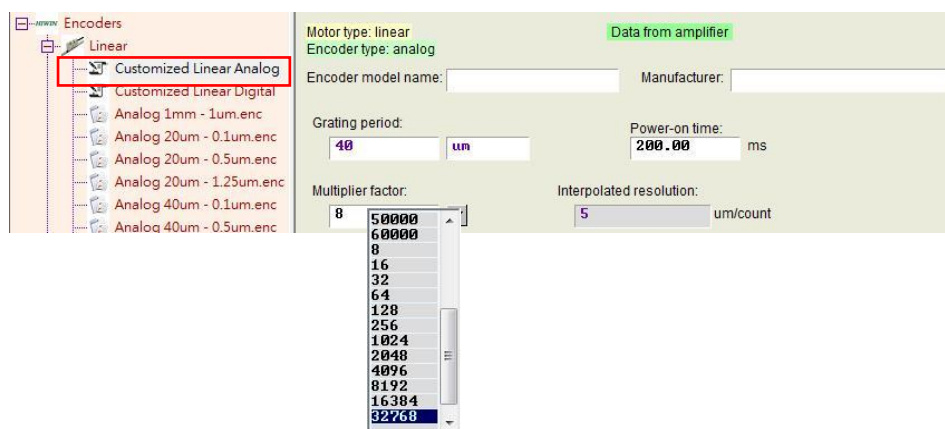 HIWIN Encoders
Linear
Customized Linear Analog
Customized Linear Digital
Analog 1mm - 1um.enc
Analog 20um - 0.1um.enc
Analog 20um - 0.5um.enc
Analog 20um - 1.25um.enc
Analog 40um - 0.1um.enc
Analog 40um - 0.5um.enc
Motor type: linear
Data from amplifier
Encoder type: analog
Encoder model name:
Manufacturer:
Grating period:
Power-on time:
40 um
200.00 ms
Multiplier factor:
Interpolated resolution:
8
5 um/count
50000
60000
8
16
32
64
128
256
1024
2048
4096
8192
16384
32768